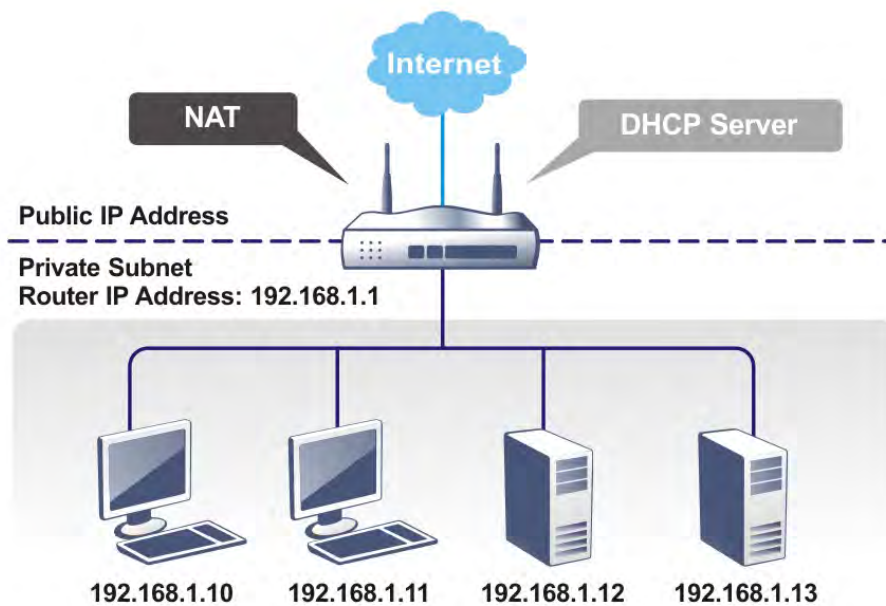 Internet
NAT
DHCP Server
Public IP Address
Private Subnet
Router IP Address: 192.168.1.1
192.168.1.10
192.168.1.11
192.168.1.12
192.168.1.13